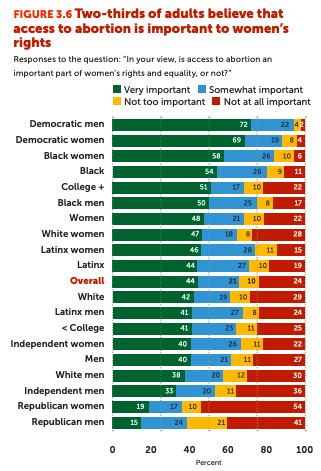 FIGURE 3.6 Two-thirds of adults believe that
access to abortion is important to women's
rights
Responses to the question: "In your view, is access to abortion an
important part of women's rights and equality, or not?"
Very important Somewhat important
Not too important Not at all important
Democratic men 72 22 4 2
Democratic women 69 19 8 4
Black women 58 26 10 6
Black 54 26 9 11
College + 51 17 10 22
Black men 50 25 8 17
Women 48 21 10 22
White women 47 18 8 28
Latinx women 46 28 11 15
Latinx 44 27 10 19
Overall 44 21 10 24
White 42 19 10 29
Latinx men 41 27 8 24
< College 41 23 11 25
Independent women 40 26 11 22
Men 40 21 11 27
White men 38 20 12 30
Independent men 33 20 11 36
Republican women 19 17 10 54
Republican men 15 24 21 41
0 20 40 60 80 100
Percent